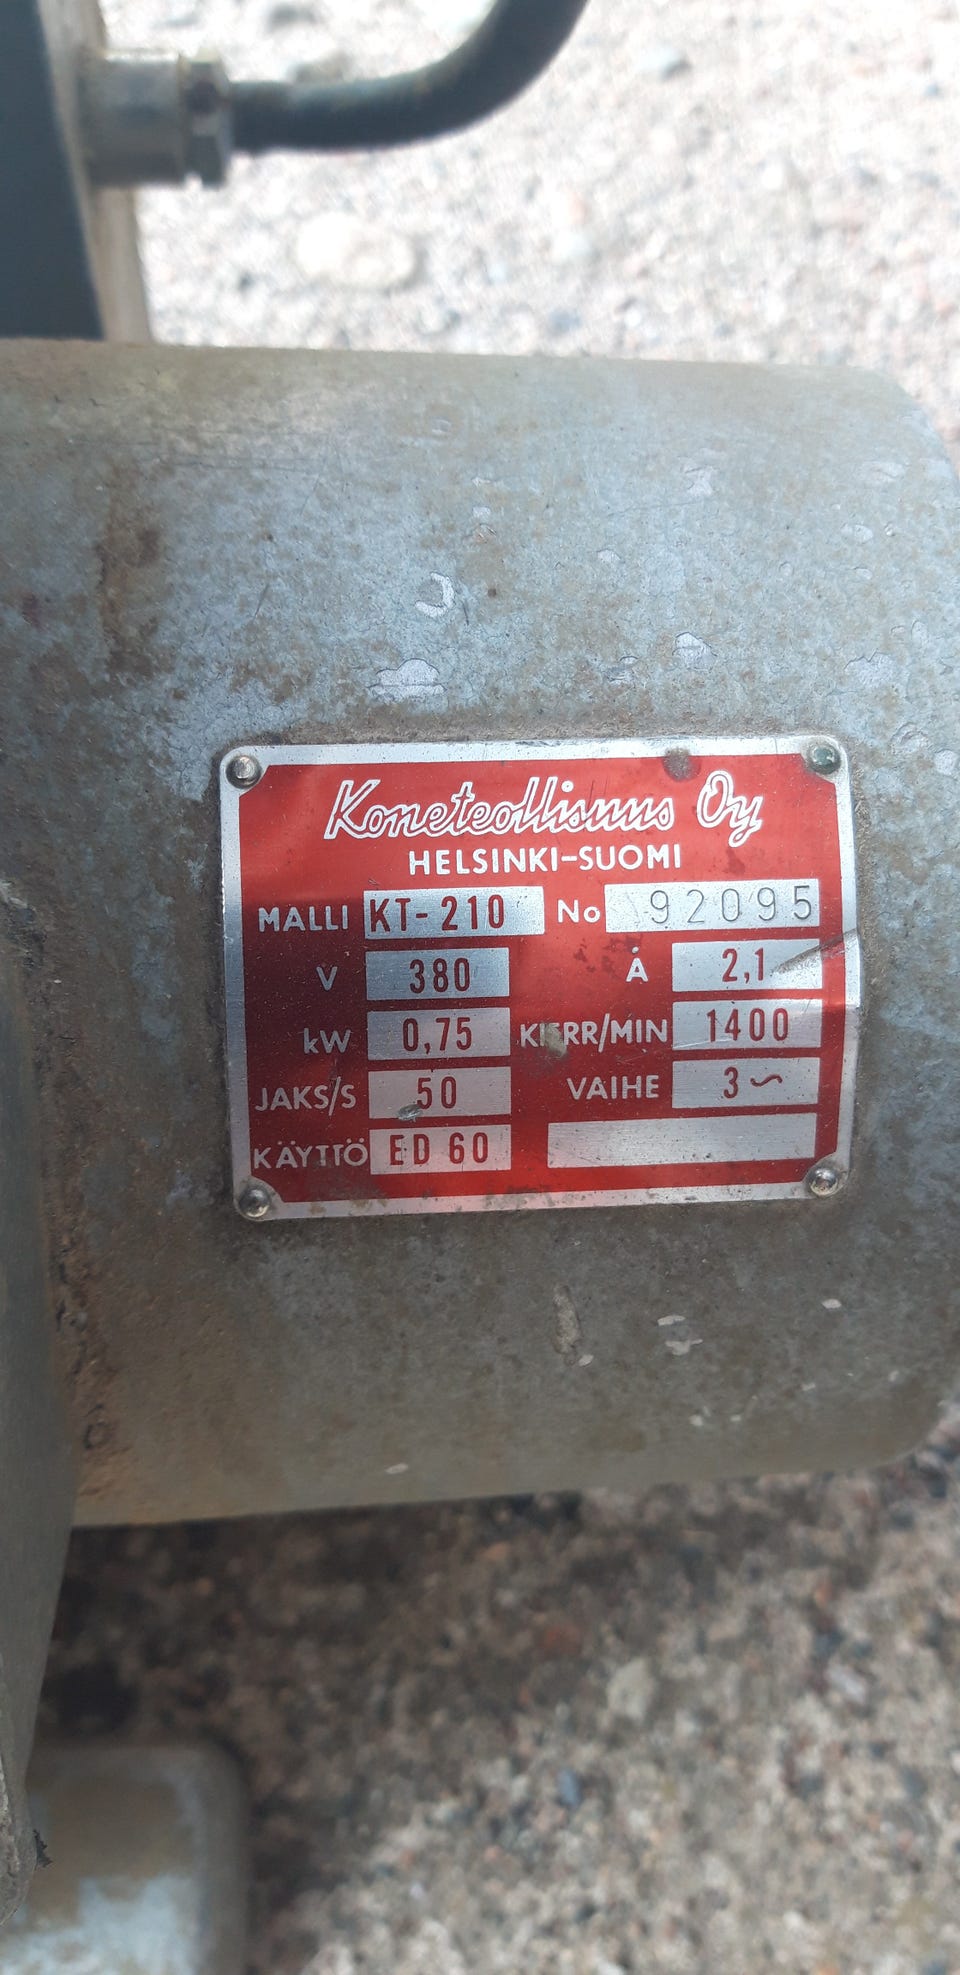 Koneteollisuus Oy
HELSINKI-SUOMI
MALLI KT-210 No 92095
V 380 A 2,1
kW 0,75 KIERR/MIN 1400
JAKS/S 50 VAIHE 3~
KÄYTTÖ ED 60